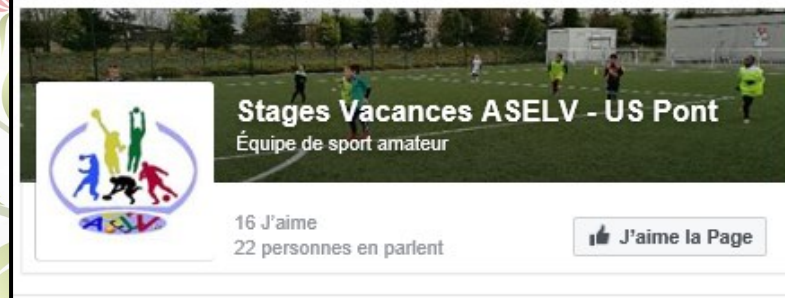 Stages Vacances ASELV - US Pont
Équipe de sport amateur
ASELV
16 J'aime
22 personnes en parlent
J'aime la Page